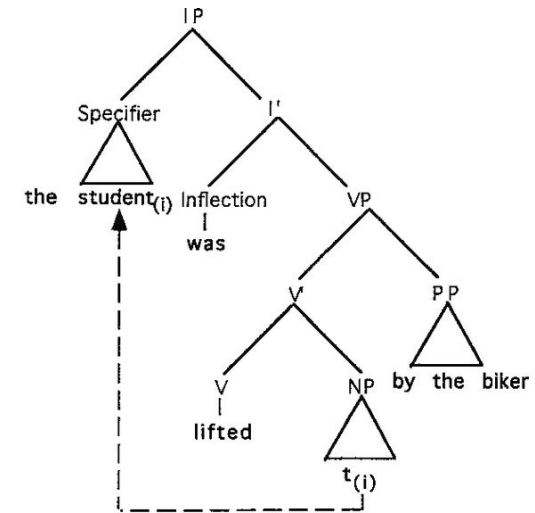 IP
Specifier I'
the student(i) Inflection VP
was
V' PP
V NP by the biker
lifted
t(i)